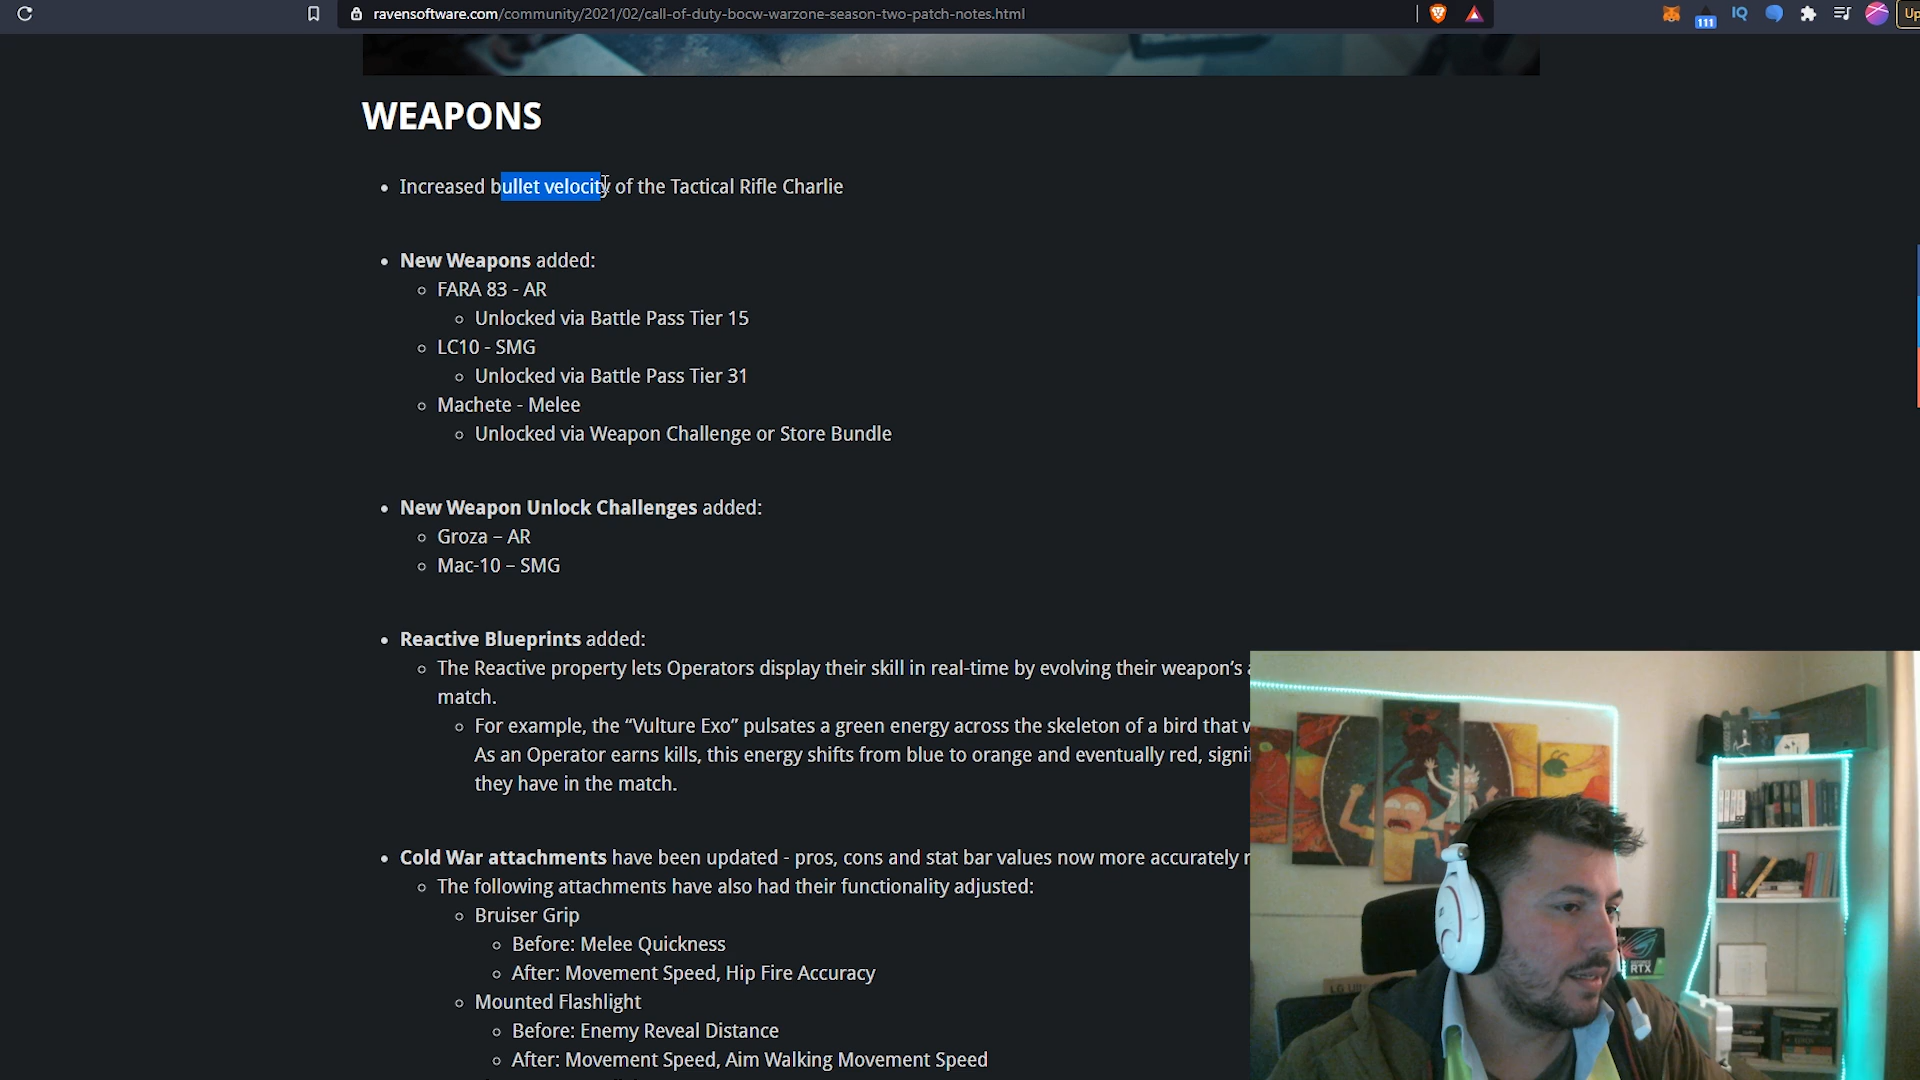 ravensoftware.com/community/2021/02/call-of-duty-bocw-warzone-season-two-patch-notes.html
111
IQ
Up
WEAPONS
Increased bullet velocity of the Tactical Rifle Charlie
New Weapons added:
FARA 83 - AR
Unlocked via Battle Pass Tier 15
LC10 - SMG
Unlocked via Battle Pass Tier 31
Machete - Melee
Unlocked via Weapon Challenge or Store Bundle
New Weapon Unlock Challenges added:
Groza – AR
Mac-10 – SMG
Reactive Blueprints added:
The Reactive property lets Operators display their skill in real-time by evolving their weapon’s
match.
For example, the “Vulture Exo” pulsates a green energy across the skeleton of a bird that
As an Operator earns kills, this energy shifts from blue to orange and eventually red,
they have in the match.
Cold War attachments have been updated - pros, cons and stat bar values now more accurately
The following attachments have also had their functionality adjusted:
Bruiser Grip
Before: Melee Quickness
After: Movement Speed, Hip Fire Accuracy
Mounted Flashlight
Before: Enemy Reveal Distance
After: Movement Speed, Aim Walking Movement Speed
RTX